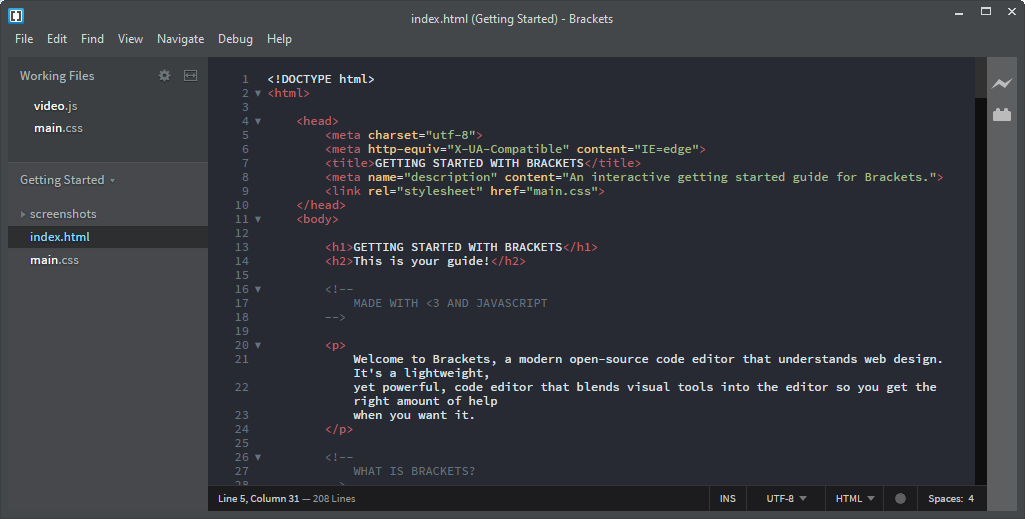 index.html (Getting Started) - Brackets
File Edit Find View Navigate Debug Help
Working Files
video.js
main.css
Getting Started
screenshots
index.html
main.css
1 <!DOCTYPE html>
2 <html>
3
4 <head>
5 <meta charset="utf-8">
6 <meta http-equiv="X-UA-Compatible" content="IE=edge">
7 <title>GETTING STARTED WITH BRACKETS</title>
8 <meta name="description" content="An interactive getting started guide for Brackets.">
9 <link rel="stylesheet" href="main.css">
10 </head>
11 <body>
12
13 <h1>GETTING STARTED WITH BRACKETS</h1>
14 <h2>This is your guide!</h2>
15
16 <!--
17 MADE WITH <3 AND JAVASCRIPT
18 -->
19
20 <p>
21 Welcome to Brackets, a modern open-source code editor that understands web design.
It's a lightweight,
22 yet powerful, code editor that blends visual tools into the editor so you get the
right amount of help
23 when you want it.
24 </p>
25
26 <!--
27 WHAT IS BRACKETS?
28 -->
Line 5, Column 31 — 208 Lines
INS UTF-8 HTML Spaces: 4